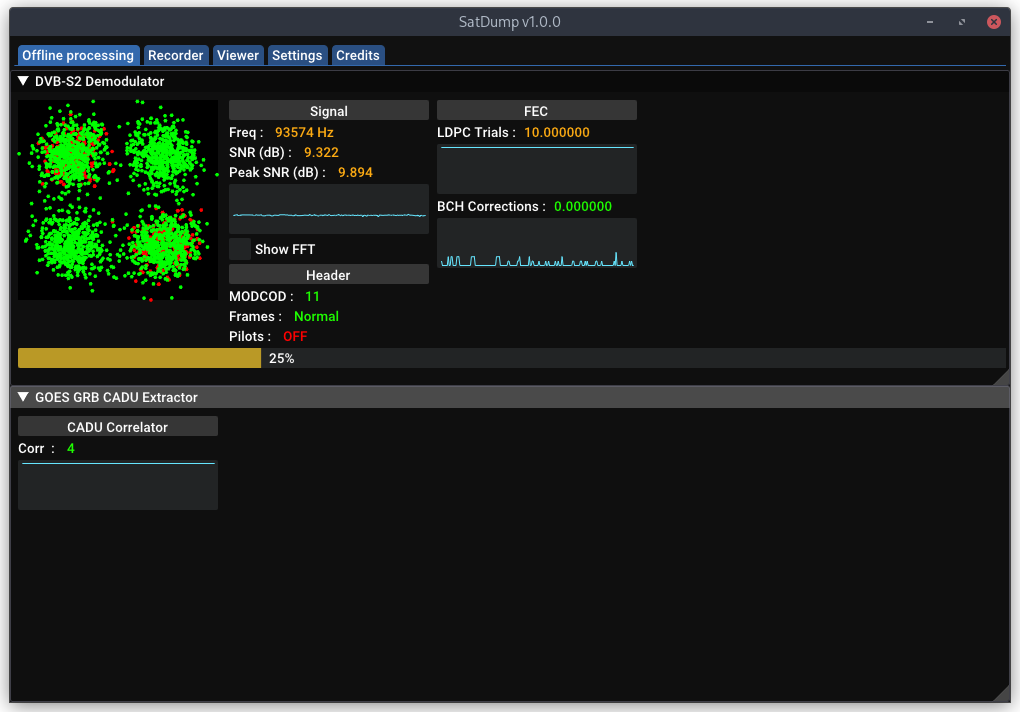 SatDump v1.0.0
Offline processing Recorder Viewer Settings Credits
DVB-S2 Demodulator
Signal
Freq : 93574 Hz
SNR (dB) : 9.322
Peak SNR (dB) : 9.894
Show FFT
Header
MODCOD : 11
Frames : Normal
Pilots : OFF
FEC
LDPC Trials : 10.000000
BCH Corrections : 0.000000
25%
GOES GRB CADU Extractor
CADU Correlator
Corr : 4